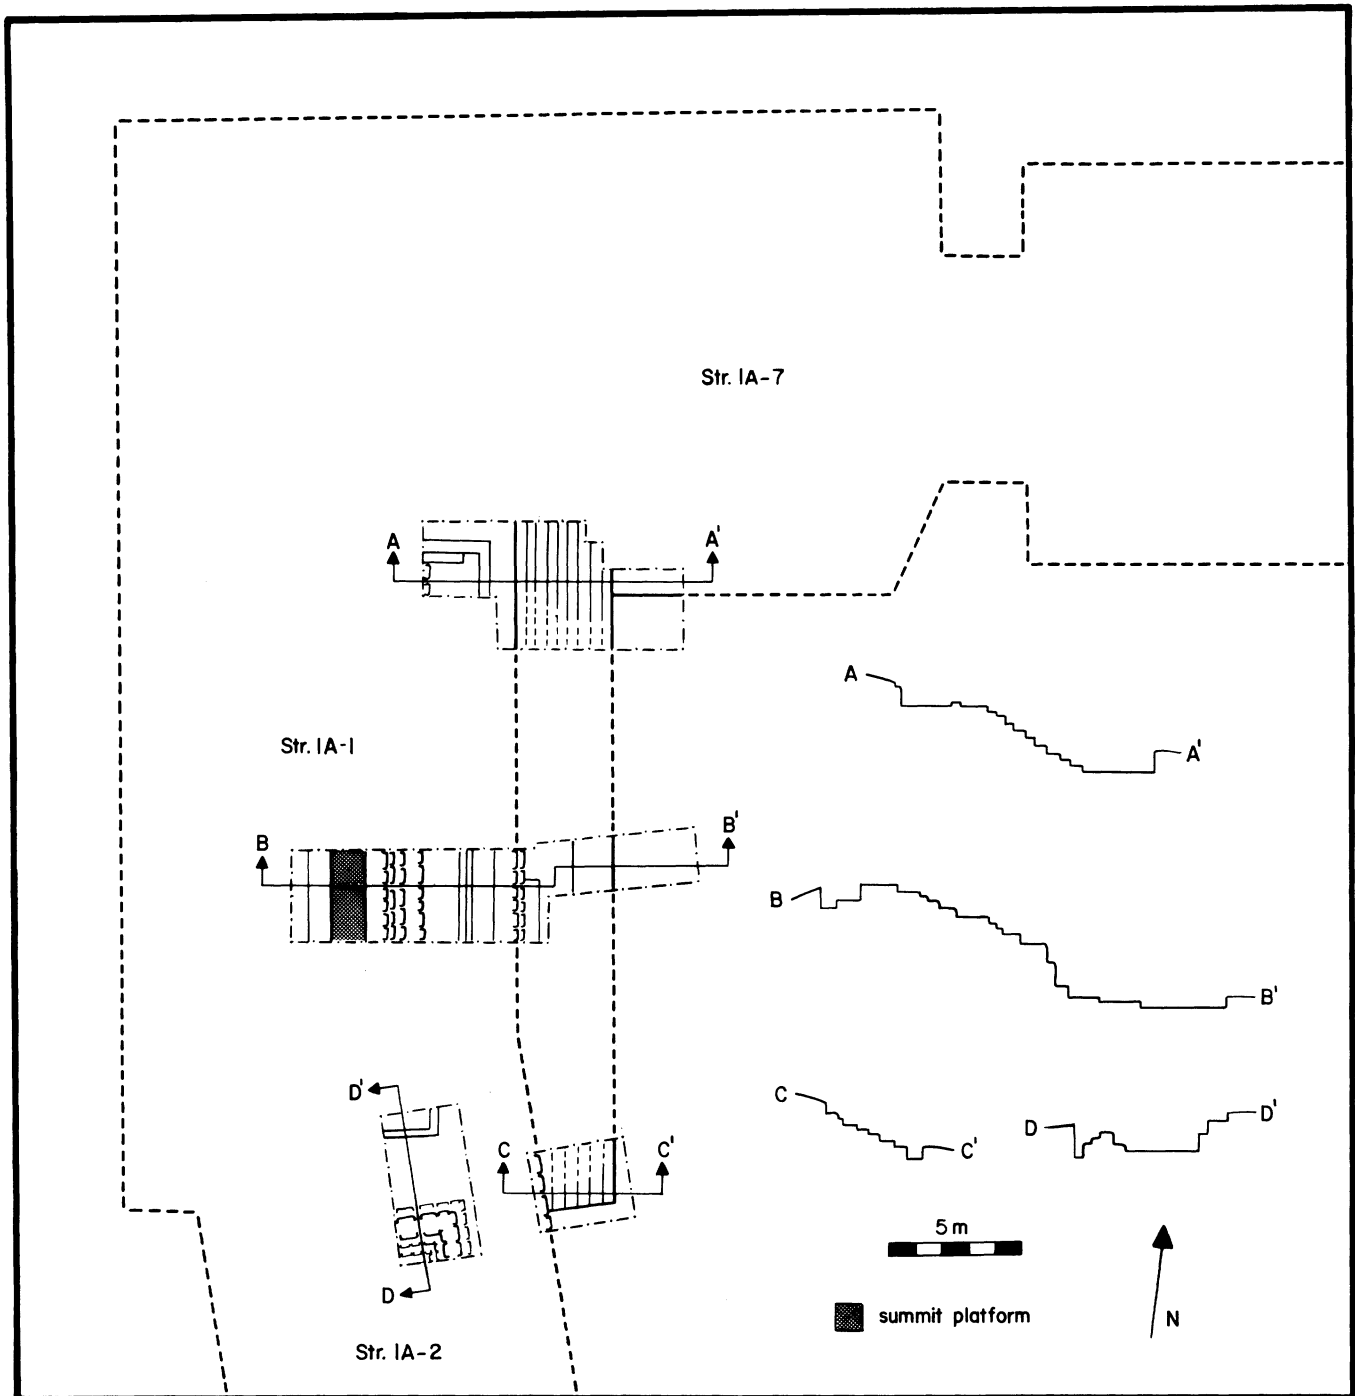 Str. IA-7
A A'
A
A'
Str. IA-1
B B'
B
B'
D'
C C'
C
C'
D
D'
D
5 m
summit platform
N
Str. IA-2